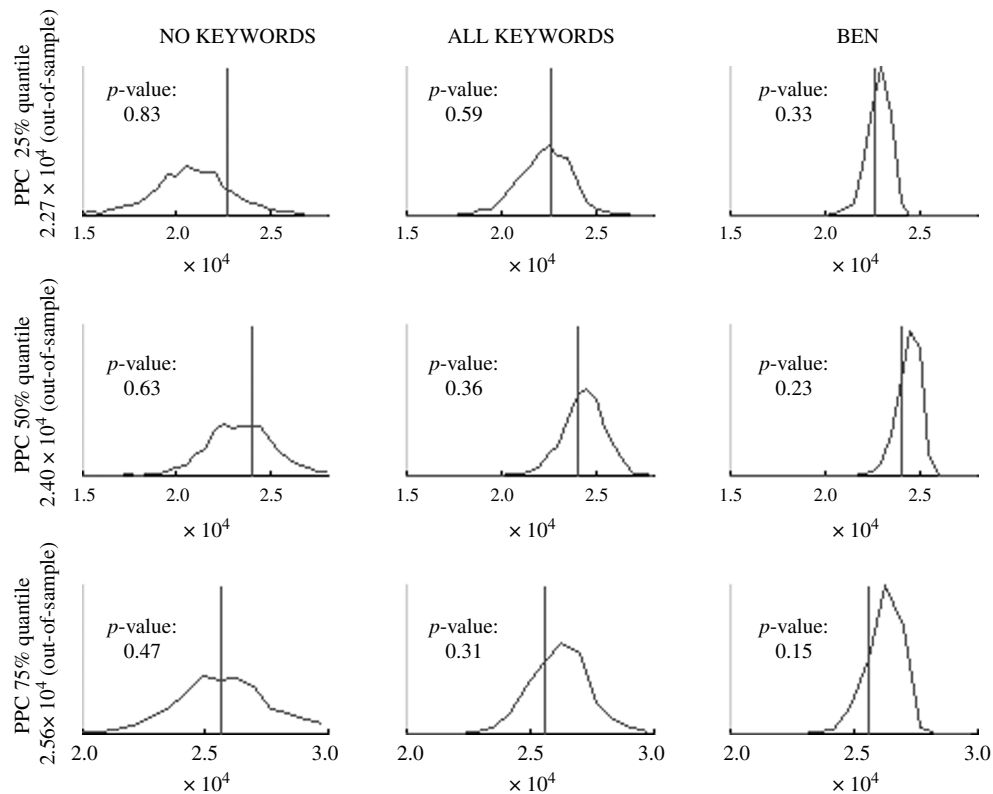 NO KEYWORDS
ALL KEYWORDS
BEN
PPC 25% quantile
2.27 × 10⁴ (out-of-sample)
p-value:
0.83
p-value:
0.59
p-value:
0.33
1.5 2.0 2.5
1.5 2.0 2.5
1.5 2.0 2.5
× 10⁴
× 10⁴
× 10⁴
PPC 50% quantile
2.40 × 10⁴ (out-of-sample)
p-value:
0.63
p-value:
0.36
p-value:
0.23
1.5 2.0 2.5
1.5 2.0 2.5
1.5 2.0 2.5
× 10⁴
× 10⁴
× 10⁴
PPC 75% quantile
2.56× 10⁴ (out-of-sample)
p-value:
0.47
p-value:
0.31
p-value:
0.15
2.0 2.5 3.0
2.0 2.5 3.0
2.0 2.5 3.0
× 10⁴
× 10⁴
× 10⁴